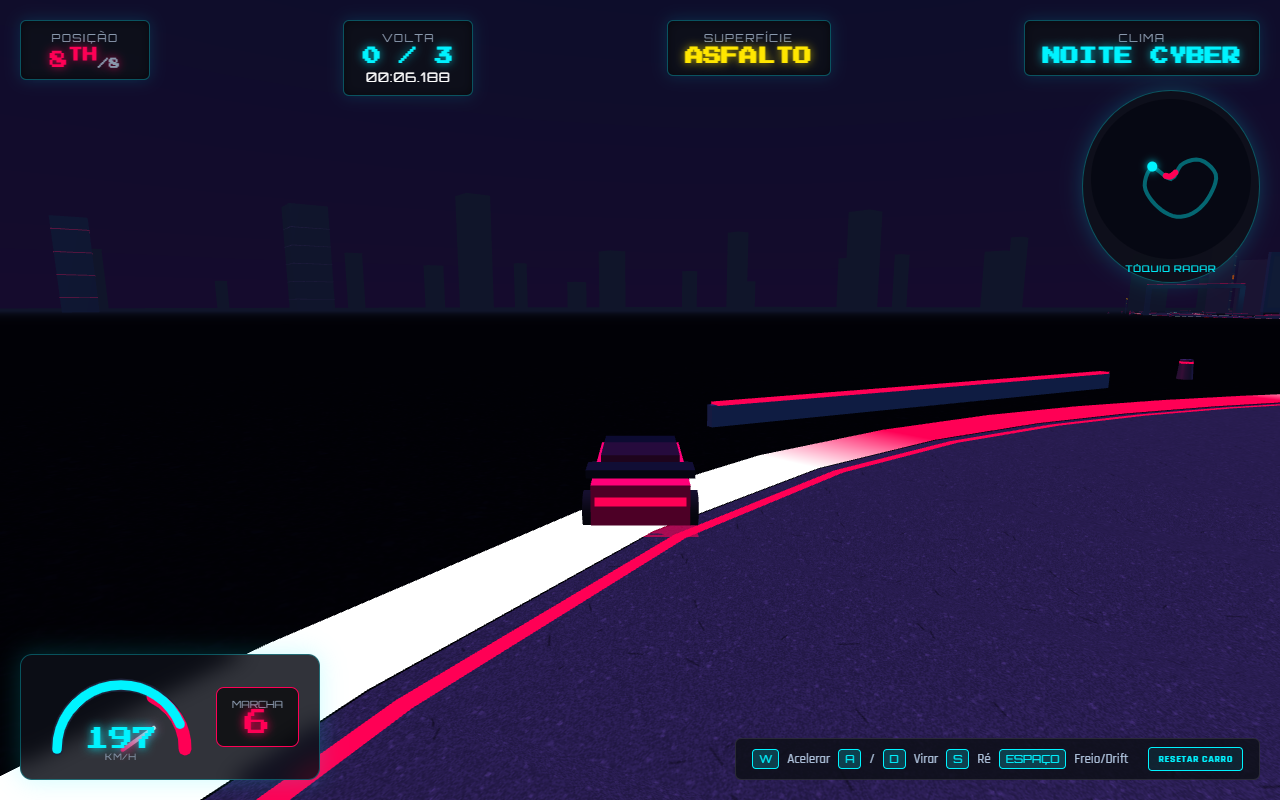 POSIÇÃO
8TH/8
VOLTA
0 / 3
00:06.188
SUPERFÍCIE
ASFALTO
CLIMA
NOITE CYBER
TÓQUIO RADAR
197
KM/H
MARCHA
6
W Acelerar A / D Virar S Ré ESPAÇO Freio/Drift RESETAR CARRO